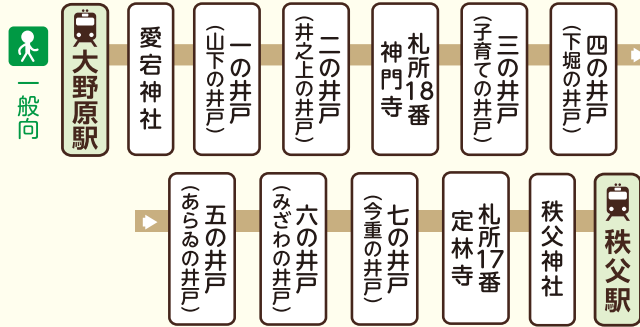 一般向
大野原駅
愛宕神社
一の井戸
(山下の井戸)
二の井戸
(井之上の井戸)
札所18番
神門寺
三の井戸
(子育ての井戸)
四の井戸
(下堀の井戸)
五の井戸
(あらゐの井戸)
六の井戸
(みざわの井戸)
七の井戸
(今重の井戸)
札所17番
定林寺
秩父神社
秩父駅